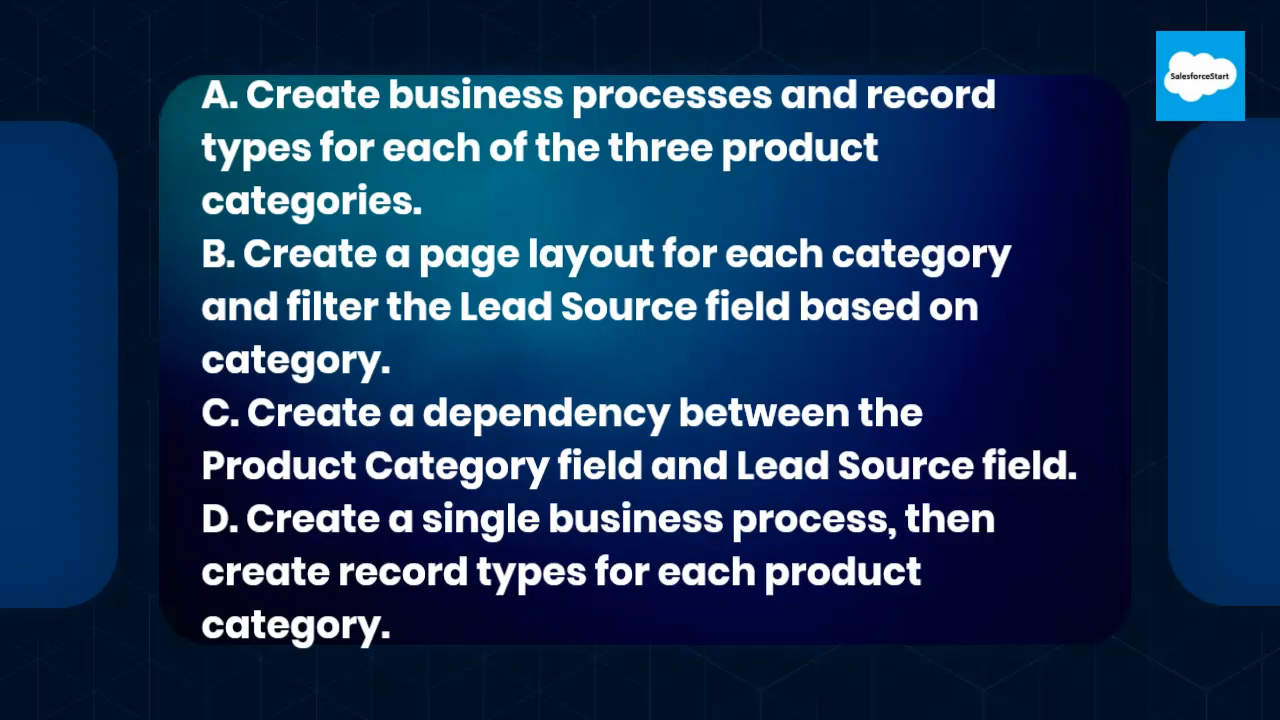 SalesforceStart
A. Create business processes and record
types for each of the three product
categories.
B. Create a page layout for each category
and filter the Lead Source field based on
category.
C. Create a dependency between the
Product Category field and Lead Source field.
D. Create a single business process, then
create record types for each product
category.